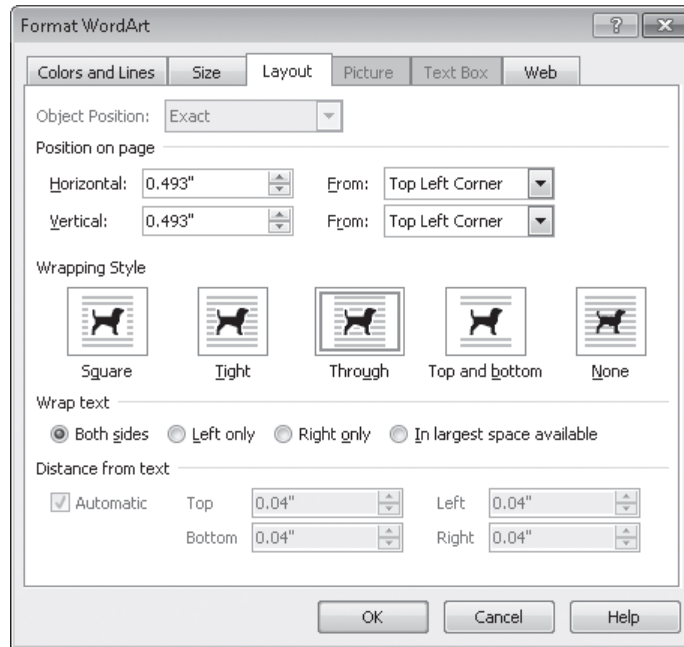 Format WordArt
Colors and Lines Size Layout Picture Text Box Web
Object Position: Exact
Position on page
Horizontal: 0.493" From: Top Left Corner
Vertical: 0.493" From: Top Left Corner
Wrapping Style
Square Tight Through Top and bottom None
Wrap text
Both sides Left only Right only In largest space available
Distance from text
Automatic Top 0.04" Left 0.04"
Bottom 0.04" Right 0.04"
OK Cancel Help